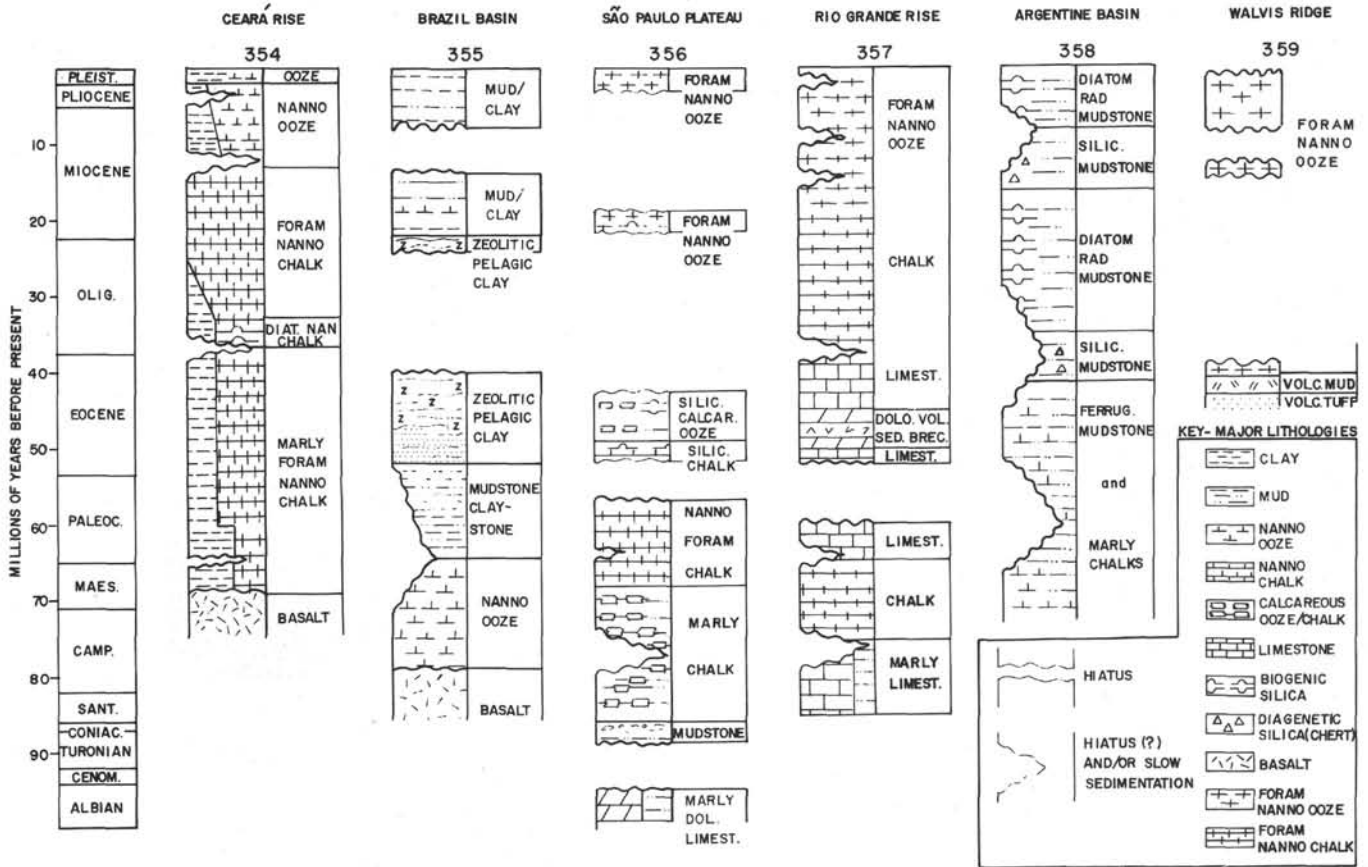 CEARÁ RISE
BRAZIL BASIN
SÃO PAULO PLATEAU
RIO GRANDE RISE
ARGENTINE BASIN
WALVIS RIDGE
354
355
356
357
358
359
MILLIONS OF YEARS BEFORE PRESENT
10
20
30
40
50
60
70
80
90
PLEIST.
PLIOCENE
MIOCENE
OLIG.
EOCENE
PALEOC.
MAES.
CAMP.
SANT.
CONIAC.
TURONIAN
CENOM.
ALBIAN
OOZE
NANNO
OOZE
FORAM
NANNO
CHALK
DIAT. NAN
CHALK
MARLY
FORAM
NANNO
CHALK
BASALT
MUD/
CLAY
MUD/
CLAY
Z Z
ZEOLITIC
PELAGIC
CLAY
Z Z
Z
Z Z
ZEOLITIC
PELAGIC
CLAY
MUDSTONE
CLAY-
STONE
NANNO
OOZE
BASALT
FORAM
NANNO
OOZE
FORAM
NANNO
OOZE
SILIC.
CALCAR.
OOZE
SILIC.
CHALK
NANNO
FORAM
CHALK
MARLY
CHALK
MUDSTONE
MARLY
DOL.
LIMEST.
FORAM
NANNO
OOZE
CHALK
LIMEST.
DOLO. VOL.
SED. BREC.
LIMEST.
LIMEST.
CHALK
MARLY
LIMEST.
DIATOM
RAD
MUDSTONE
SILIC.
MUDSTONE
DIATOM
RAD
MUDSTONE
SILIC.
MUDSTONE
FERRUG.
MUDSTONE
and
MARLY
CHALKS
FORAM
NANNO
OOZE
VOLC. MUD
VOLC. TUFF
KEY- MAJOR LITHOLOGIES
CLAY
MUD
NANNO
OOZE
NANNO
CHALK
CALCAREOUS
OOZE/CHALK
LIMESTONE
BIOGENIC
SILICA
DIAGENETIC
SILICA(CHERT)
BASALT
FORAM
NANNO OOZE
FORAM
NANNO CHALK
HIATUS
HIATUS (?)
AND/OR SLOW
SEDIMENTATION